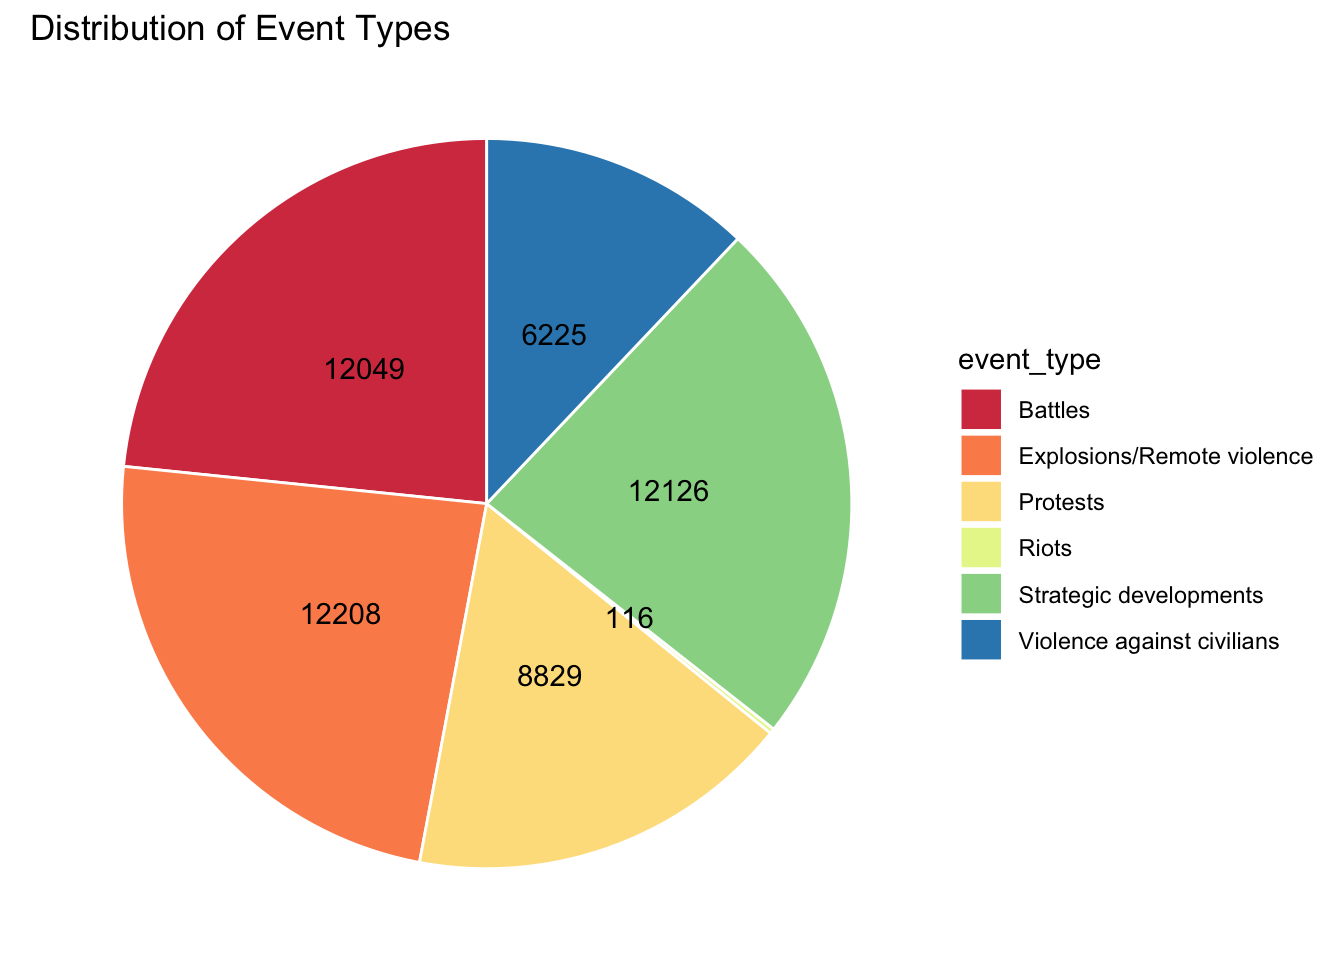 Distribution of Event Types
6225
12049
12126
12208
116
8829
event_type
Battles
Explosions/Remote violence
Protests
Riots
Strategic developments
Violence against civilians